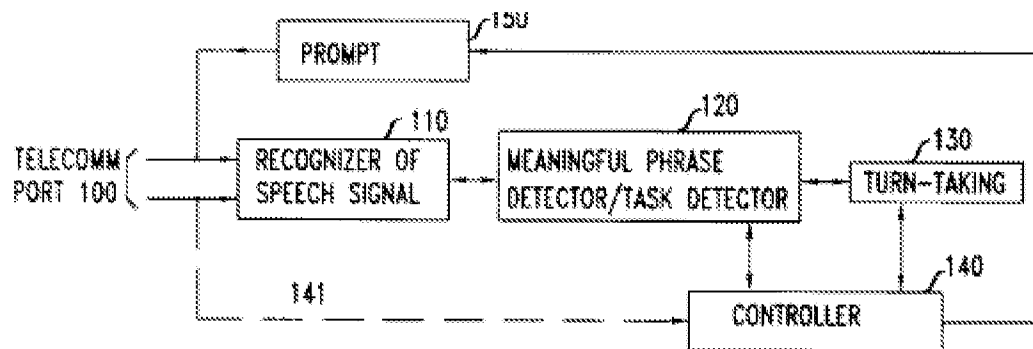 150
PROMPT
120
110
130
TELECOMM
PORT 100
RECOGNIZER OF
SPEECH SIGNAL
MEANINGFUL PHRASE
DETECTOR/TASK DETECTOR
TURN-TAKING
140
141
CONTROLLER